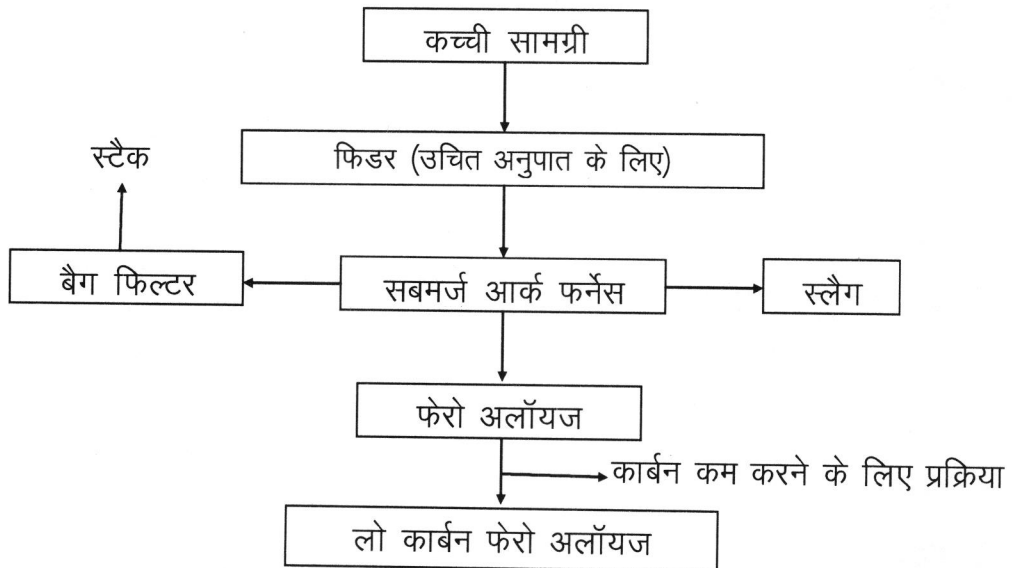 कच्ची सामग्री
स्टैक
फिडर (उचित अनुपात के लिए)
बैग फिल्टर
सबमर्ज आर्क फर्नेस
स्लैग
फेरो अलॉयज
कार्बन कम करने के लिए प्रक्रिया
लो कार्बन फेरो अलॉयज